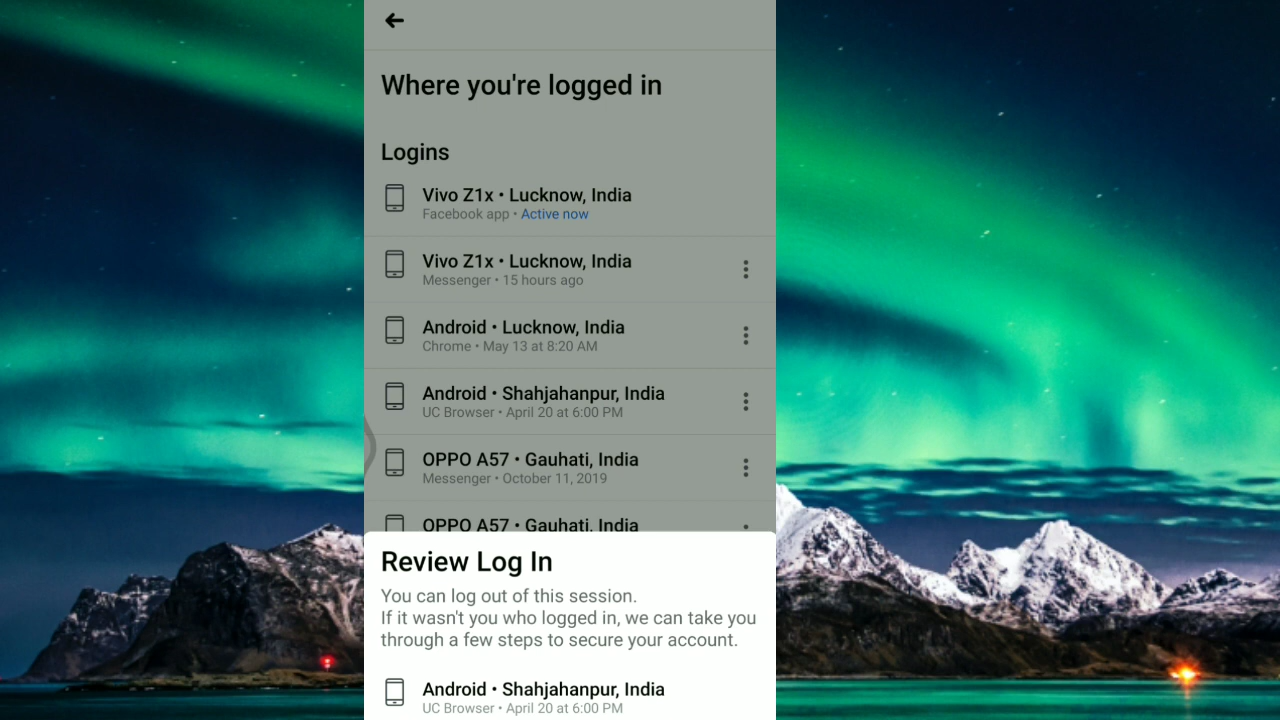 Where you're logged in
Logins
Vivo Z1x • Lucknow, India
Facebook app • Active now
Vivo Z1x • Lucknow, India
Messenger • 15 hours ago
Android • Lucknow, India
Chrome • May 13 at 8:20 AM
Android • Shahjahanpur, India
UC Browser • April 20 at 6:00 PM
OPPO A57 • Gauhati, India
Messenger • October 11, 2019
OPPO A57 • Gauhati, India
Review Log In
You can log out of this session.
If it wasn't you who logged in, we can take you
through a few steps to secure your account.
Android • Shahjahanpur, India
UC Browser • April 20 at 6:00 PM